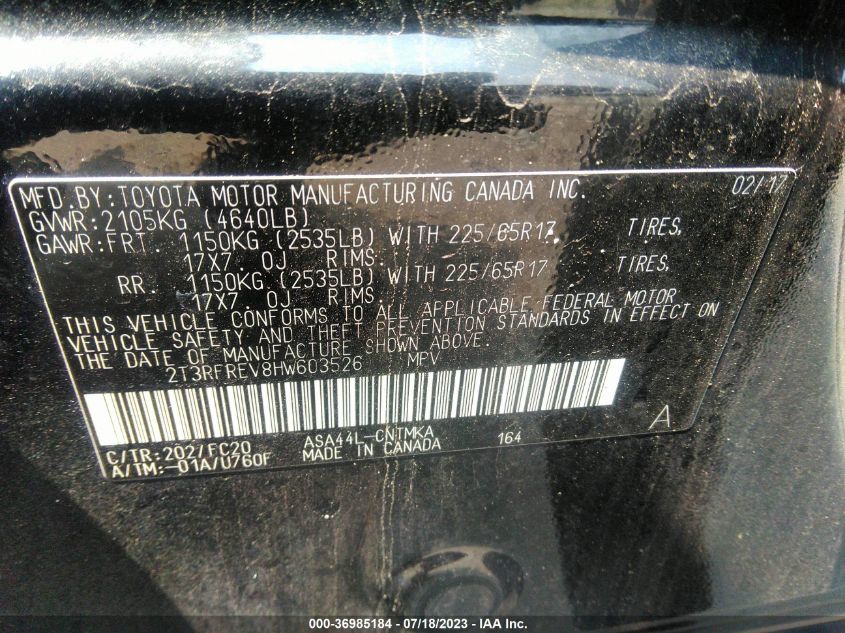 MFD. BY: TOYOTA MOTOR MANUFACTURING CANADA INC. 02/17
GVWR: 2105KG (4640LB)
GAWR: FRT. 1150KG (2535LB) WITH 225/65R17 TIRES,
17X7.0J RIMS.
RR. 1150KG (2535LB) WITH 225/65R17 TIRES,
17X7.0J RIMS.
THIS VEHICLE CONFORMS TO ALL APPLICABLE FEDERAL MOTOR
VEHICLE SAFETY AND THEFT PREVENTION STANDARDS IN EFFECT ON
THE DATE OF MANUFACTURE SHOWN ABOVE.
2T3RFREV8HW603526 MPV
A
C/TR: 202/FC20 ASA44L-CNTMKA 164
A/TM: -01A/U760F MADE IN CANADA
000-36985184 - 07/18/2023 - IAA Inc.